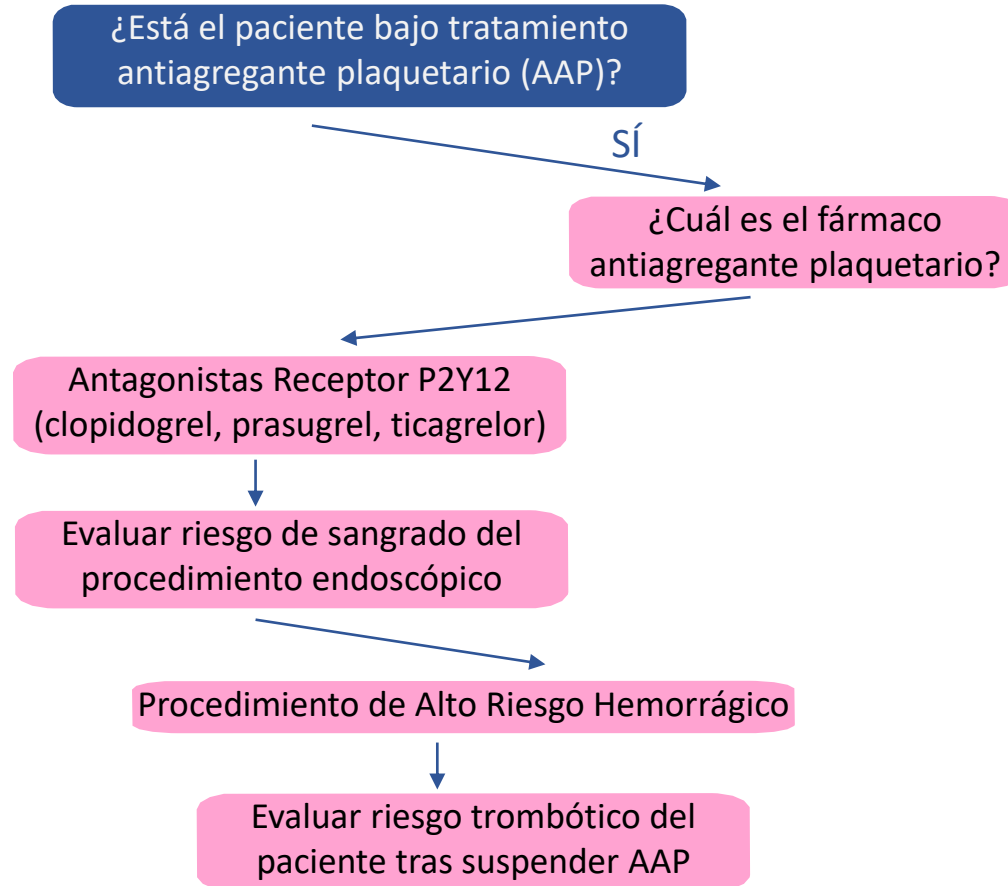 ¿Está el paciente bajo tratamiento
antiagregante plaquetario (AAP)?
SÍ
¿Cuál es el fármaco
antiagregante plaquetario?
Antagonistas Receptor P2Y12
(clopidogrel, prasugrel, ticagrelor)
Evaluar riesgo de sangrado del
procedimiento endoscópico
Procedimiento de Alto Riesgo Hemorrágico
Evaluar riesgo trombótico del
paciente tras suspender AAP